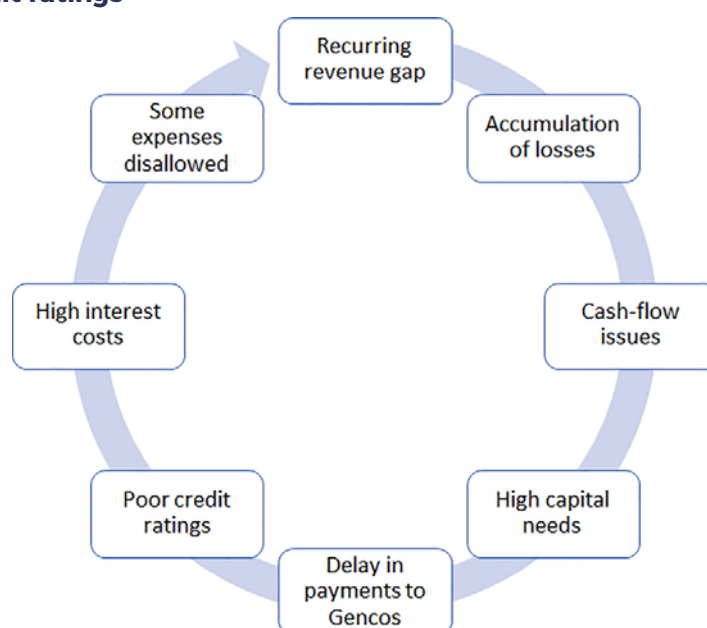 ratings
Recurring
revenue gap
Accumulation
of losses
Cash-flow
issues
High capital
needs
Delay in
payments to
Gencos
Poor credit
ratings
High interest
costs
Some
expenses
disallowed